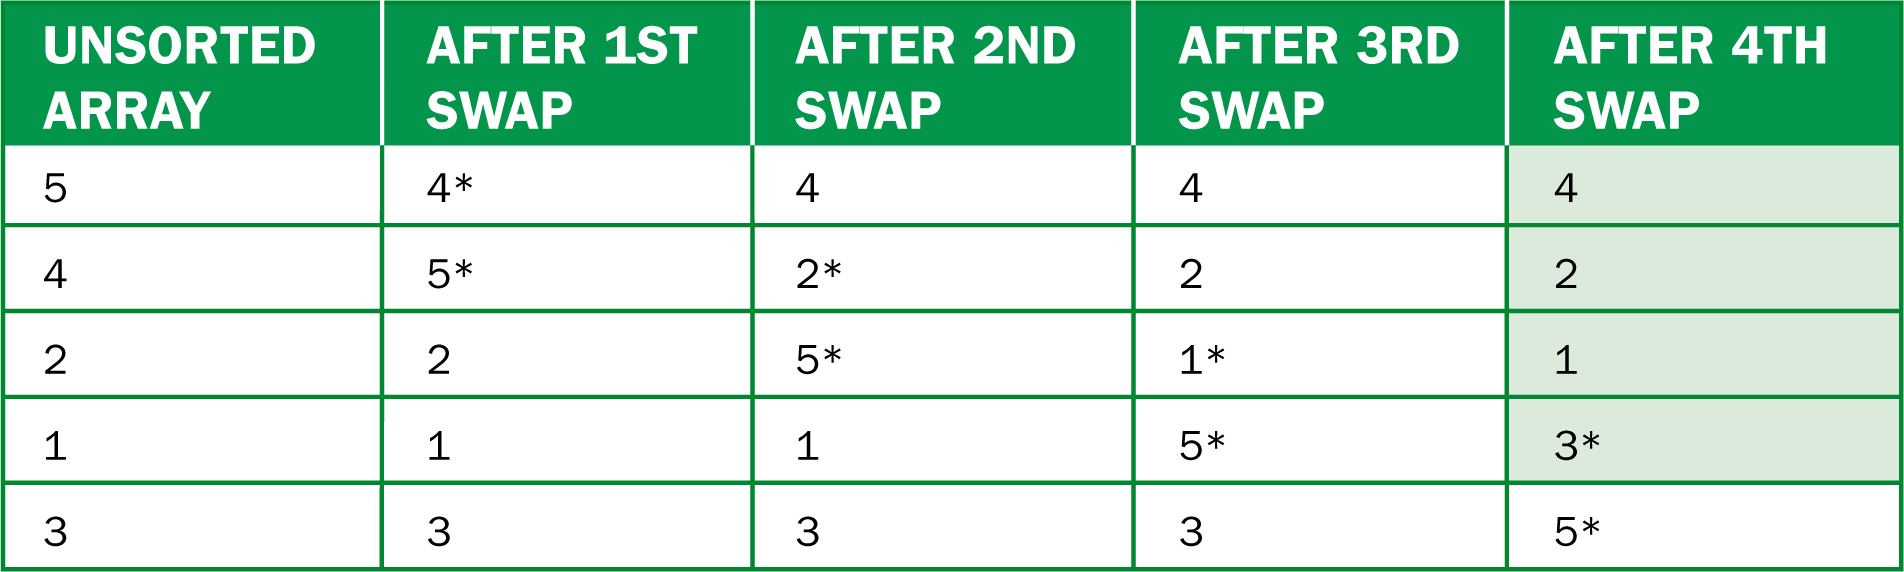 UNSORTED ARRAY AFTER 1ST SWAP AFTER 2ND SWAP AFTER 3RD SWAP AFTER 4TH SWAP
5 4* 4 4 4
4 5* 2* 2 2
2 2 5* 1* 1
1 1 1 5* 3*
3 3 3 3 5*